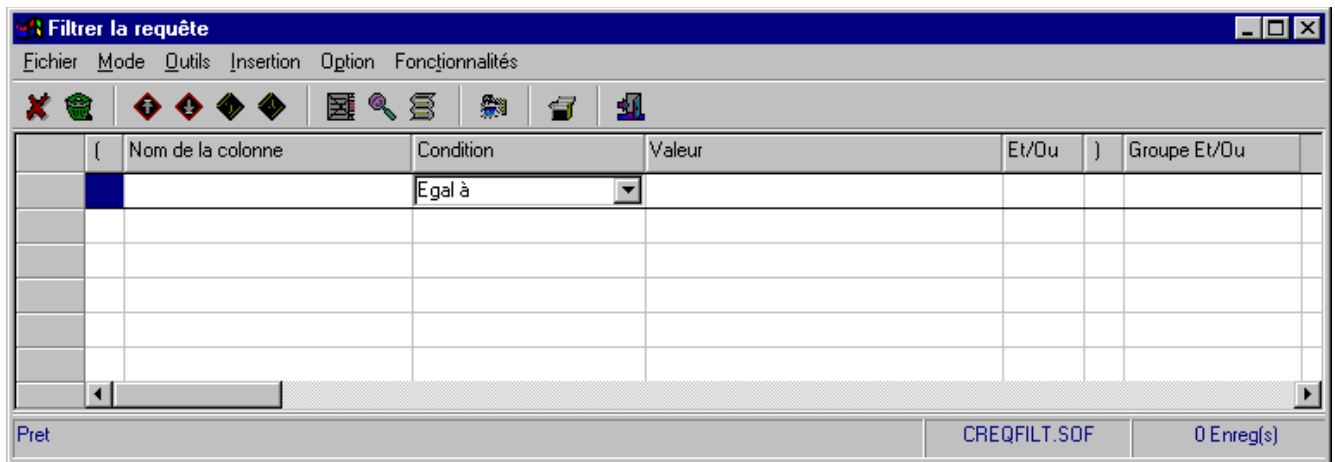 Filtrer la requête
Fichier Mode Outils Insertion Option Fonctionnalités
( Nom de la colonne Condition Valeur Et/Ou ) Groupe Et/Ou
Egal à
Pret CREQFILT.SOF 0 Enreg(s)